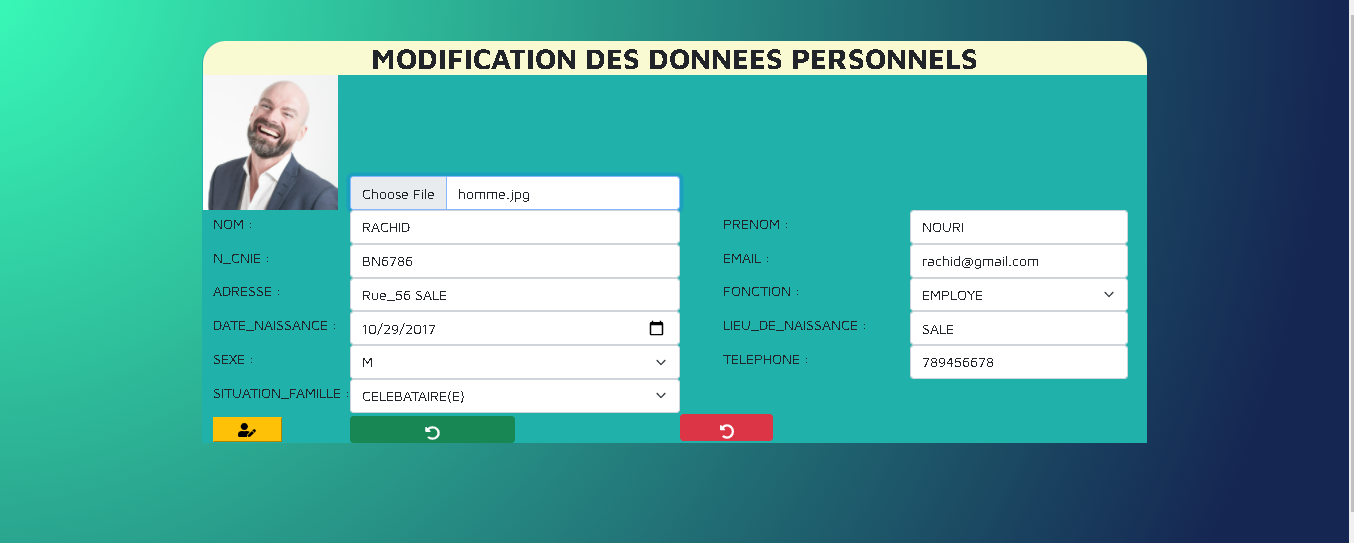 MODIFICATION DES DONNEES PERSONNELS
Choose File homme.jpg
NOM : RACHID PRENOM : NOURI
N_CNIE : BN6786 EMAIL : rachid@gmail.com
ADRESSE : Rue_56 SALE FONCTION : EMPLOYE
DATE_NAISSANCE : 10/29/2017 LIEU_DE_NAISSANCE : SALE
SEXE : M TELEPHONE : 789456678
SITUATION_FAMILLE : CELEBATAIRE(E)